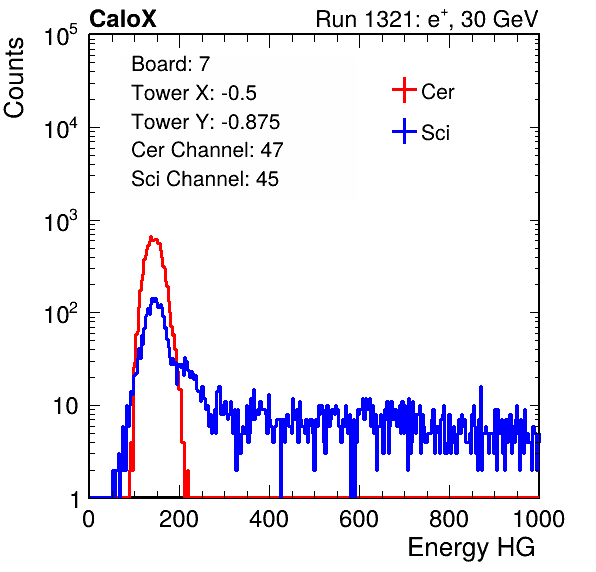 CaloX Run 1321: e⁺, 30 GeV
Counts
10⁵
10⁴
10³
10²
10
1
Board: 7
Tower X: -0.5
Tower Y: -0.875
Cer Channel: 47
Sci Channel: 45
Cer
Sci
0 200 400 600 800 1000
Energy HG